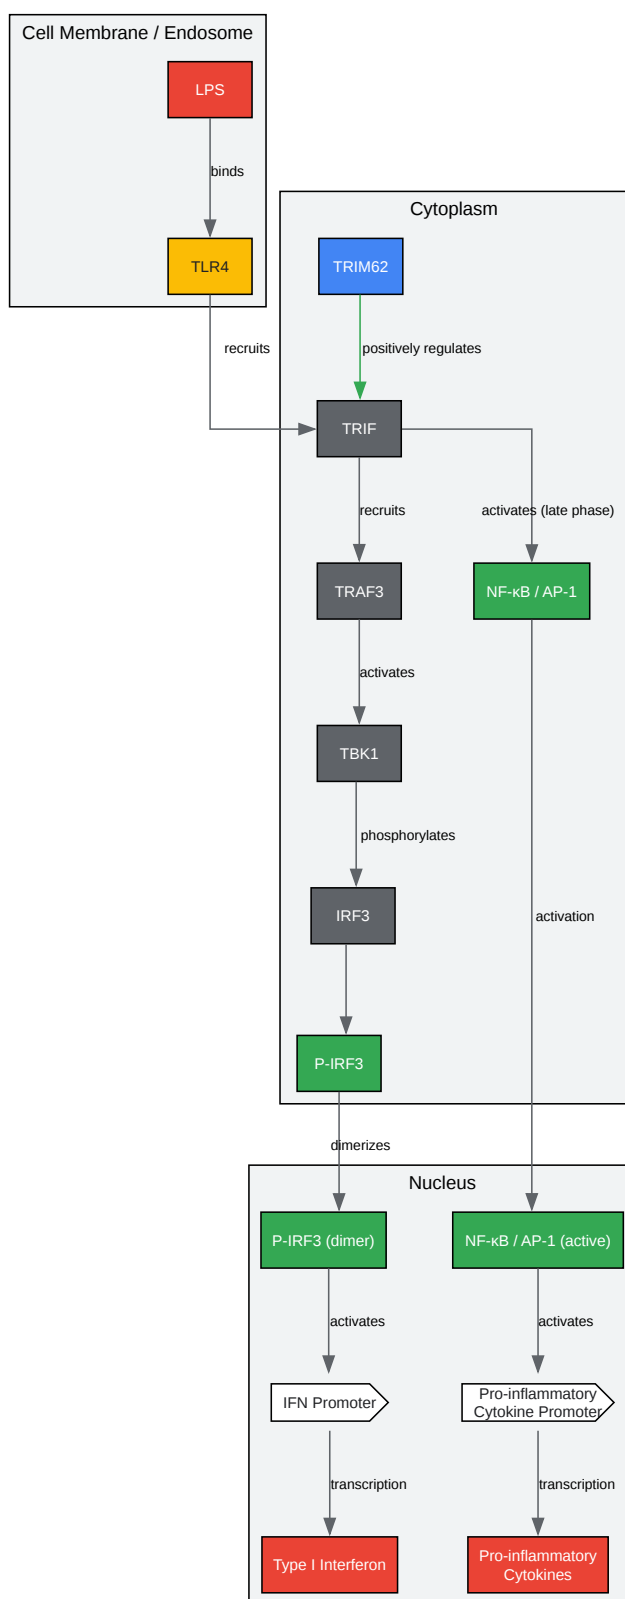 Cell Membrane / Endosome
LPS
binds
Cytoplasm
TLR4
TRIM62
recruits
positively regulates
TRIF
recruits
activates (late phase)
TRAF3
NF-κB / AP-1
activates
TBK1
phosphorylates
IRF3
activation
P-IRF3
dimerizes
Nucleus
P-IRF3 (dimer)
NF-κB / AP-1 (active)
activates
activates
IFN Promoter
Pro-inflammatory
Cytokine Promoter
transcription
transcription
Type I Interferon
Pro-inflammatory
Cytokines